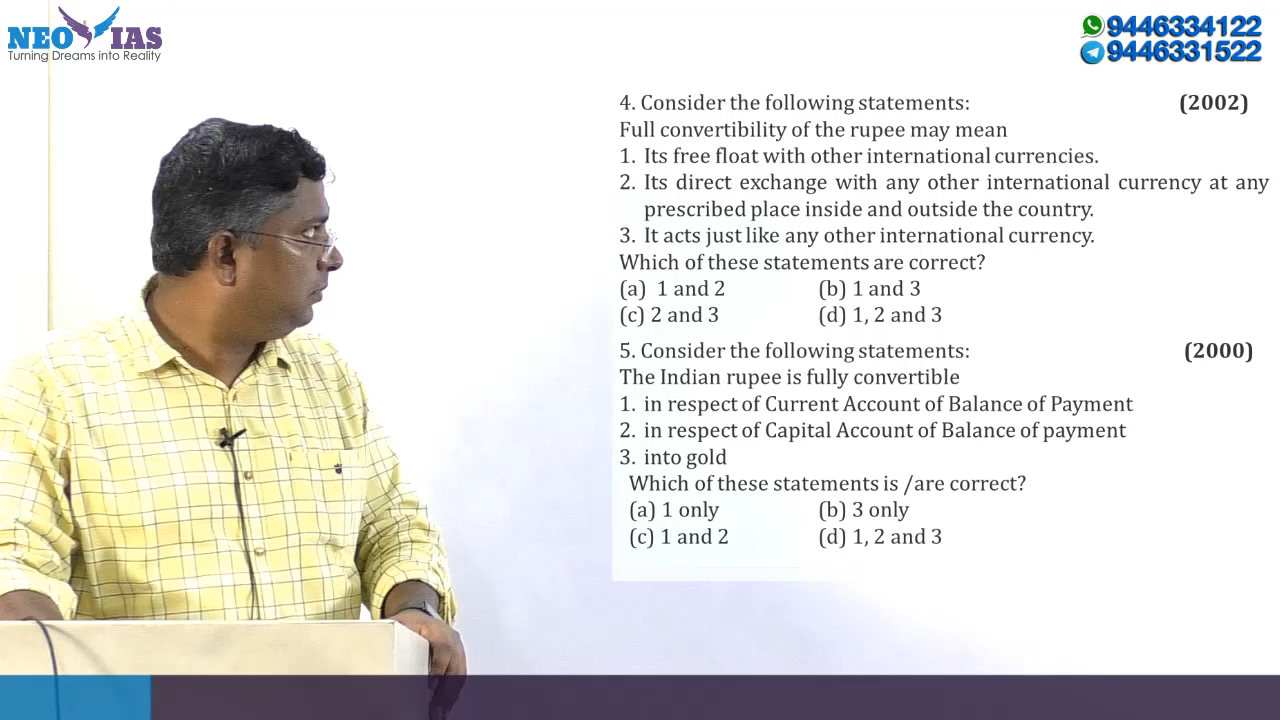 NEO IAS
Turning Dreams into Reality
9446334122
9446331522
4. Consider the following statements: (2002)
Full convertibility of the rupee may mean
1. Its free float with other international currencies.
2. Its direct exchange with any other international currency at any
prescribed place inside and outside the country.
3. It acts just like any other international currency.
Which of these statements are correct?
(a) 1 and 2 (b) 1 and 3
(c) 2 and 3 (d) 1, 2 and 3
5. Consider the following statements: (2000)
The Indian rupee is fully convertible
1. in respect of Current Account of Balance of Payment
2. in respect of Capital Account of Balance of payment
3. into gold
Which of these statements is /are correct?
(a) 1 only (b) 3 only
(c) 1 and 2 (d) 1, 2 and 3